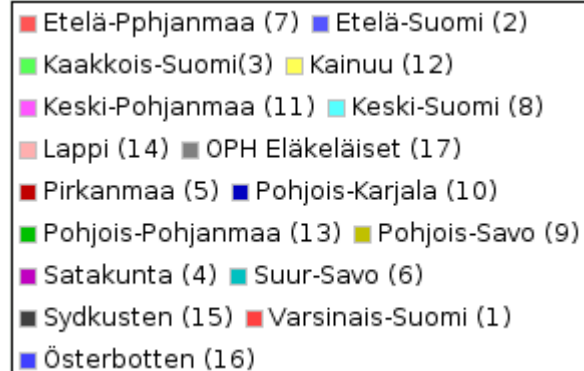 Etelä-Pphjanmaa (7) Etelä-Suomi (2)
Kaakkois-Suomi(3) Kainuu (12)
Keski-Pohjanmaa (11) Keski-Suomi (8)
Lappi (14) OPH Eläkeläiset (17)
Pirkanmaa (5) Pohjois-Karjala (10)
Pohjois-Pohjanmaa (13) Pohjois-Savo (9)
Satakunta (4) Suur-Savo (6)
Sydkusten (15) Varsinais-Suomi (1)
Österbotten (16)